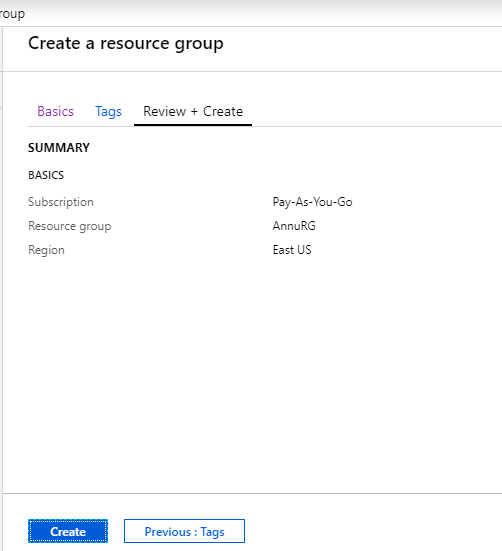 roup
Create a resource group
Basics Tags Review + Create
SUMMARY
BASICS
Subscription Pay-As-You-Go
Resource group AnnuRG
Region East US
Create Previous : Tags